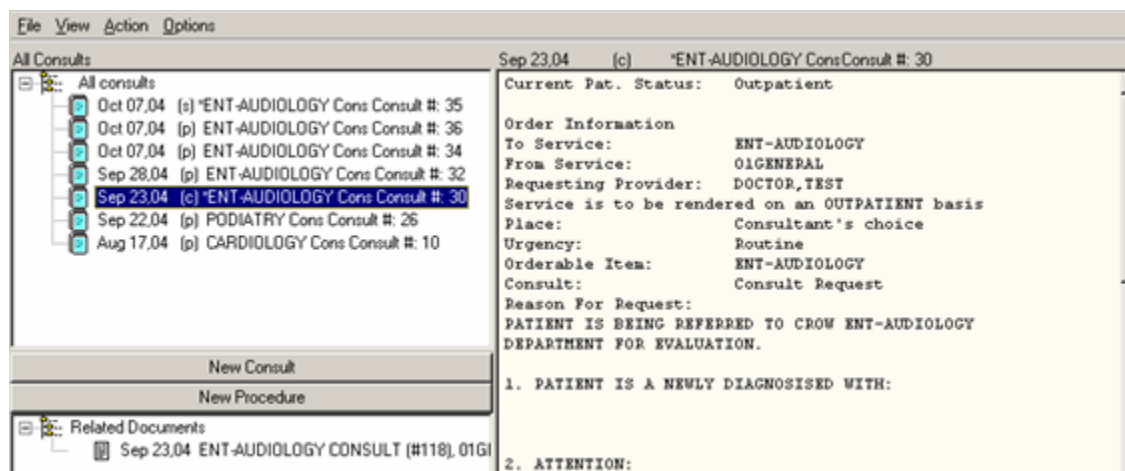 File View Action Options
All Consults
All consults
Oct 07,04 (s) *ENT-AUDIOLOGY Cons Consult #: 35
Oct 07,04 (p) ENT-AUDIOLOGY Cons Consult #: 36
Oct 07,04 (p) ENT-AUDIOLOGY Cons Consult #: 34
Sep 28,04 (p) ENT-AUDIOLOGY Cons Consult #: 32
Sep 23,04 (c) *ENT-AUDIOLOGY Cons Consult #: 30
Sep 22,04 (p) PODIATRY Cons Consult #: 26
Aug 17,04 (p) CARDIOLOGY Cons Consult #: 10
New Consult
New Procedure
Related Documents
Sep 23,04 ENT-AUDIOLOGY CONSULT (#118), 01GI
Sep 23,04 (c) *ENT-AUDIOLOGY ConsConsult #: 30
Current Pat. Status: Outpatient
Order Information
To Service: ENT-AUDIOLOGY
From Service: 01GENERAL
Requesting Provider: DOCTOR,TEST
Service is to be rendered on an OUTPATIENT basis
Place: Consultant's choice
Urgency: Routine
Orderable Item: ENT-AUDIOLOGY
Consult: Consult Request
Reason For Request:
PATIENT IS BEING REFERRED TO CROW ENT-AUDIOLOGY
DEPARTMENT FOR EVALUATION.
1. PATIENT IS A NEWLY DIAGNOSISED WITH:
2. ATTENTION: